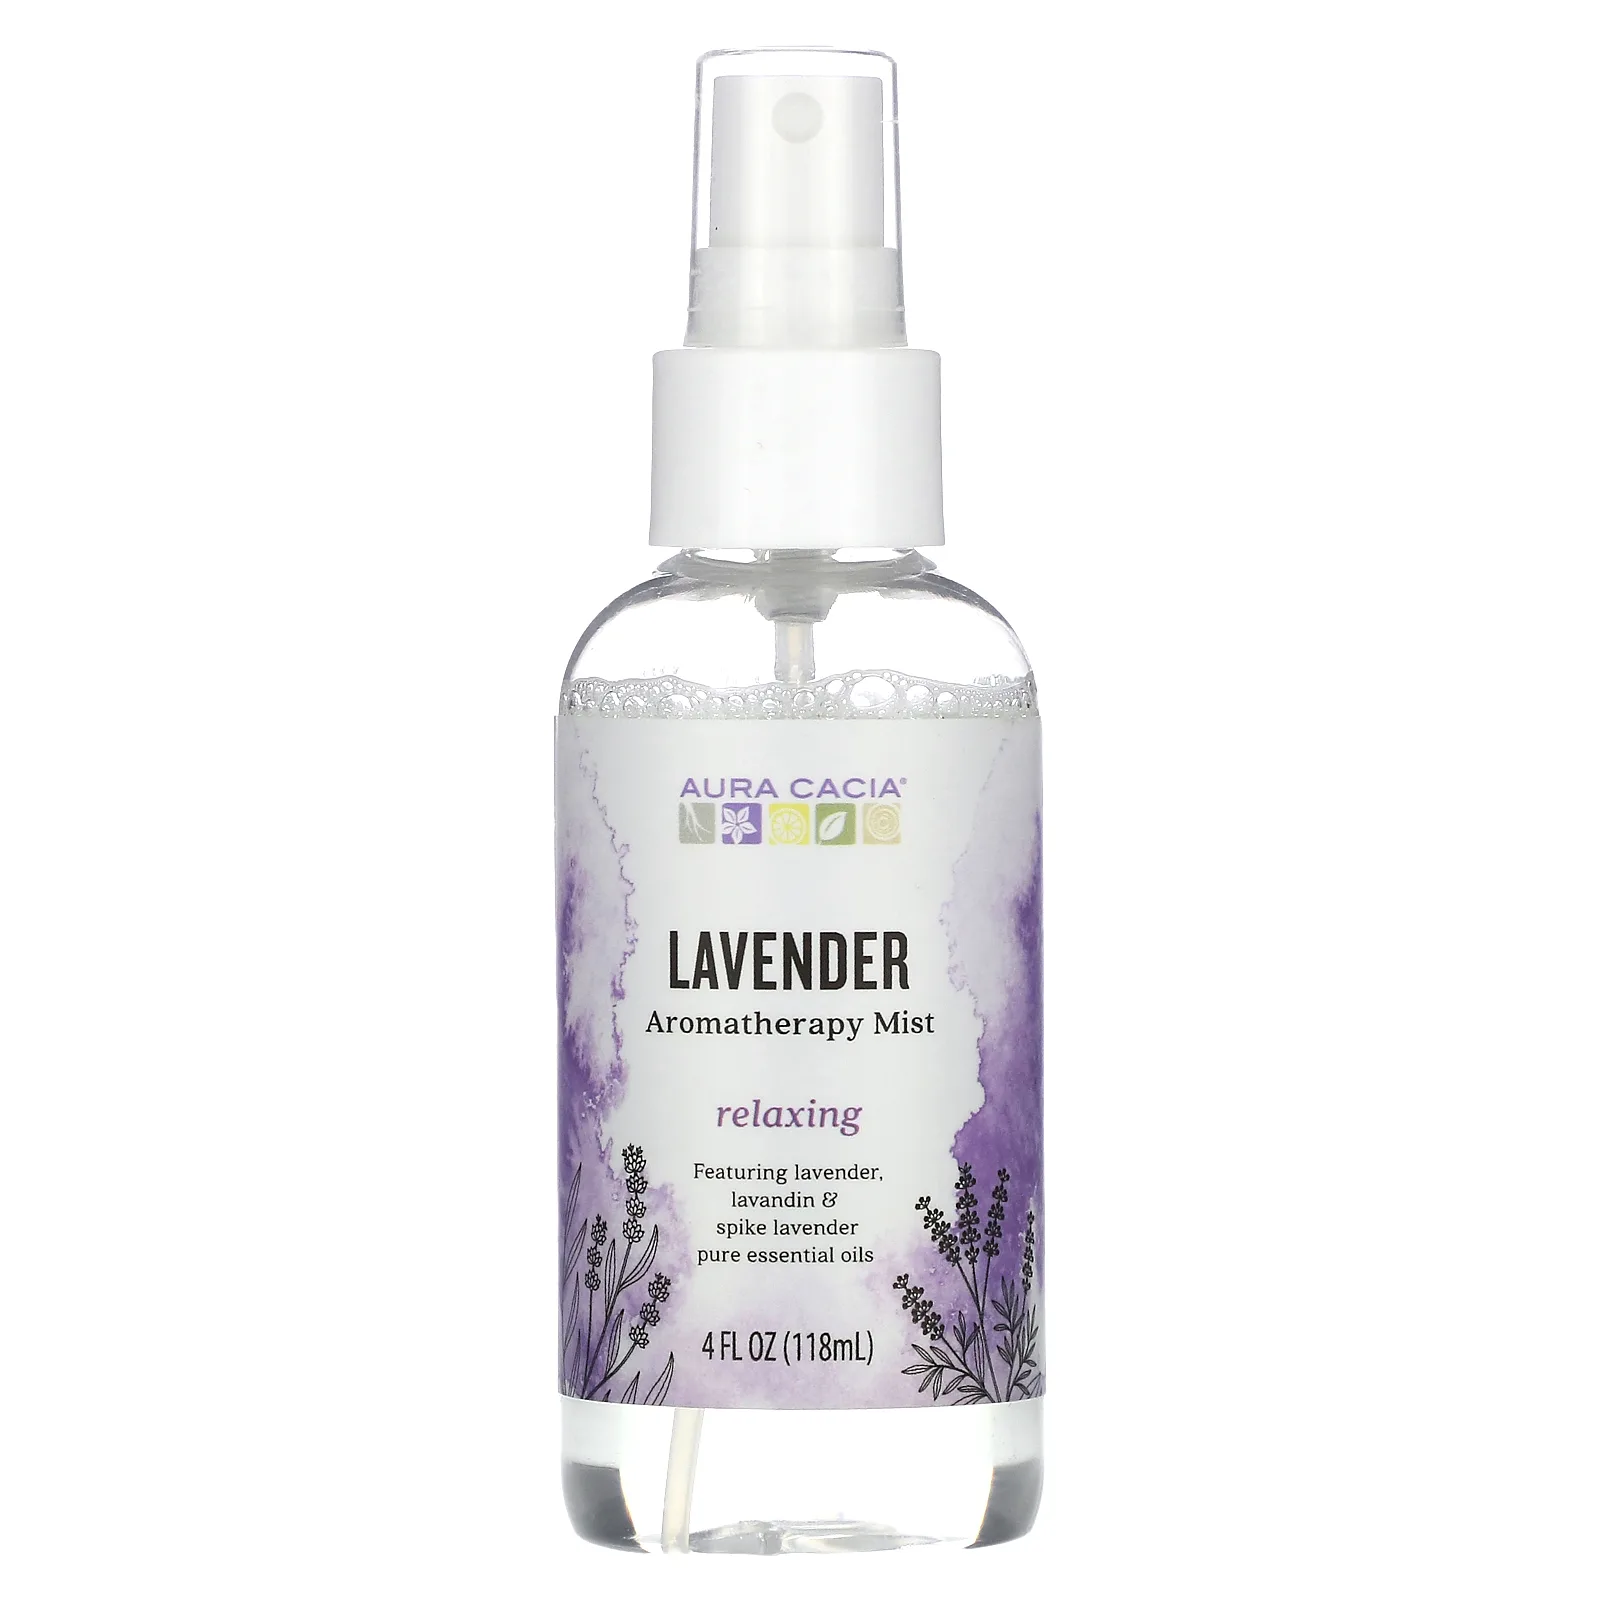 AURA CACIA®
LAVENDER
Aromatherapy Mist
relaxing
Featuring lavender,
lavandin &
spike lavender
pure essential oils
4 FL OZ (118mL)